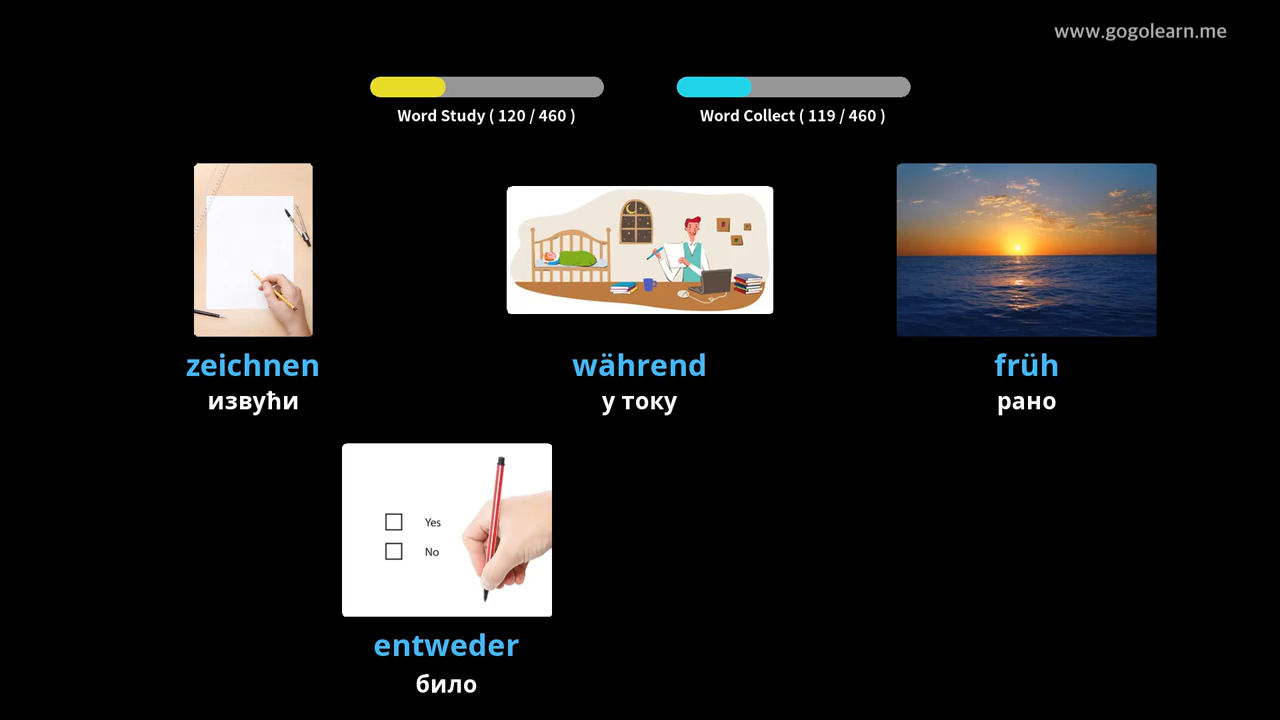 www.gogolearn.me
Word Study ( 120 / 460 )
Word Collect ( 119 / 460 )
zeichnen
извући
während
у току
früh
рано
Yes
No
entweder
било